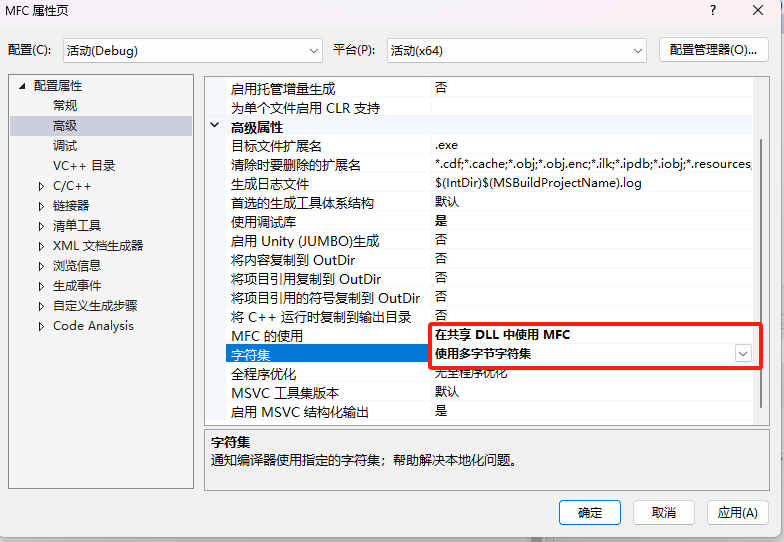 MFC 属性页
配置(C): 活动(Debug) 平台(P): 活动(x64) 配置管理器(O)...
配置属性
常规
高级
调试
VC++ 目录
C/C++
链接器
清单工具
XML 文档生成器
浏览信息
生成事件
自定义生成步骤
Code Analysis
启用托管增量生成 否
为单个文件启用 CLR 支持
高级属性
目标文件扩展名 .exe
清除时要删除的扩展名 *.cdf;*.cache;*.obj;*.obj.enc;*.ilk;*.ipdb;*.iobj;*.resources,
生成日志文件 $(IntDir)$(MSBuildProjectName).log
首选的生成工具体系结构 默认
使用调试库 是
启用 Unity (JUMBO)生成 否
将内容复制到 OutDir 否
将项目引用复制到 OutDir 否
将项目引用的符号复制到 OutDir 否
将 C++ 运行时复制到输出目录 否
MFC 的使用 在共享 DLL 中使用 MFC
字符集 使用多字节字符集
全程序优化 无全程序优化
MSVC 工具集版本 默认
启用 MSVC 结构化输出 是
字符集
通知编译器使用指定的字符集；帮助解决本地化问题。
确定 取消 应用(A)